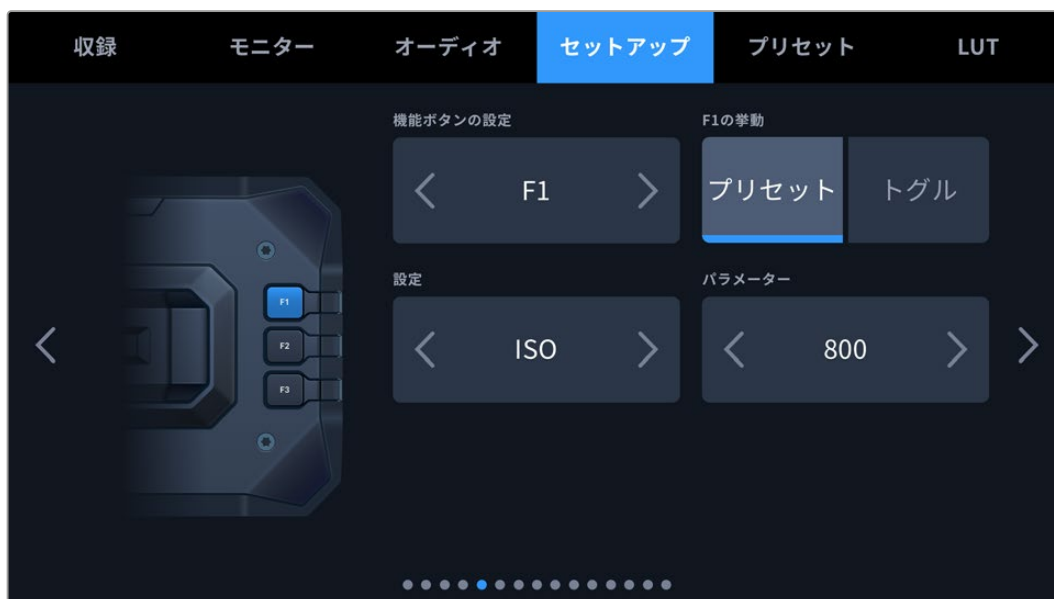 収録 モニター オーディオ セットアップ プリセット LUT
機能ボタンの設定 F1の挙動
F1 プリセット トグル
設定 パラメーター
ISO 800
F1
F2
F3